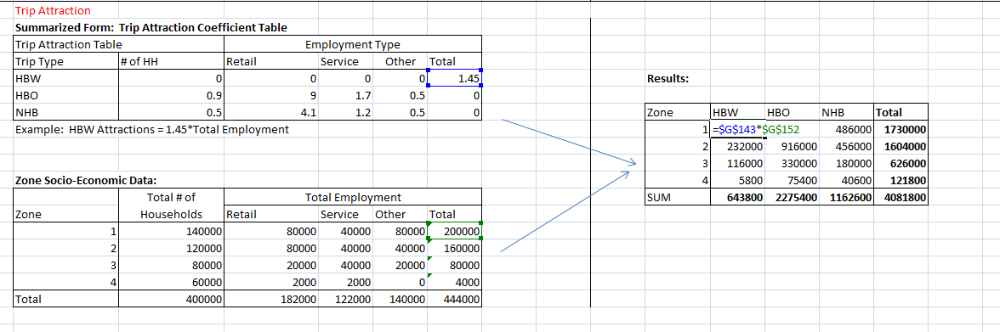 Trip Attraction
Summarized Form: Trip Attraction Coefficient Table
Trip Attraction Table Employment Type
Trip Type # of HH Retail Service Other Total
HBW 0 0 0 0 1.45
HBO 0.9 9 1.7 0.5 0
NHB 0.5 4.1 1.2 0.5 0
Example: HBW Attractions = 1.45*Total Employment
Zone Socio-Economic Data:
Total # of Total Employment
Zone Households Retail Service Other Total
1 140000 80000 40000 80000 200000
2 120000 80000 40000 40000 160000
3 80000 20000 40000 20000 80000
4 60000 2000 2000 0 4000
Total 400000 182000 122000 140000 444000
Results:
Zone HBW HBO NHB Total
1 =$G$143*$G$152 486000 1730000
2 232000 916000 456000 1604000
3 116000 330000 180000 626000
4 5800 75400 40600 121800
SUM 643800 2275400 1162600 4081800